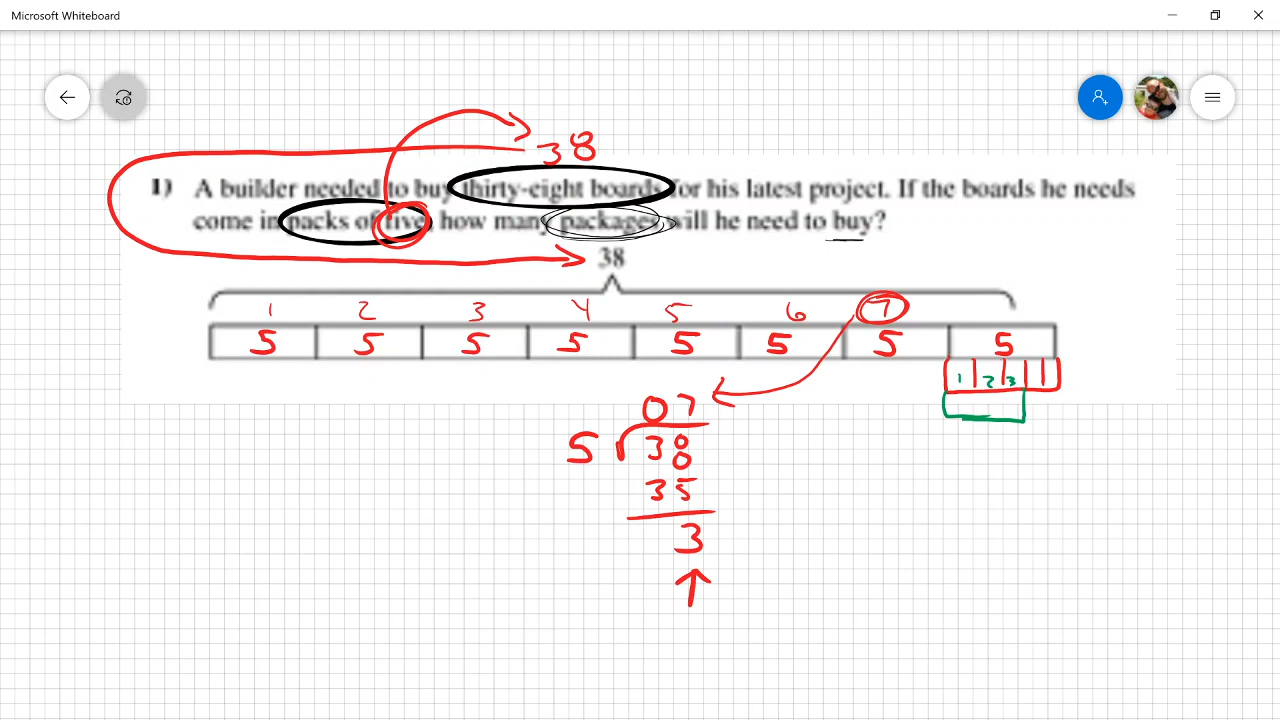 Microsoft Whiteboard
38
1) A builder needed to buy thirty-eight boards for his latest project. If the boards he needs
come in packs of five, how many packages will he need to buy?
38
1 2 3 4 5 6 7
5 5 5 5 5 5 5 5
1 2 3
07
5 38
35
3